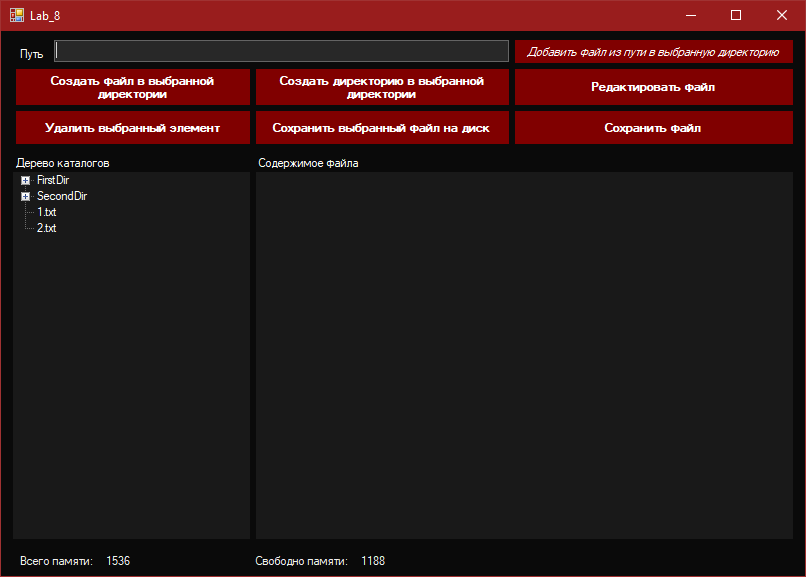 Lab_8
Путь
Добавить файл из пути в выбранную директорию
Создать файл в выбранной
директории
Создать директорию в выбранной
директории
Редактировать файл
Удалить выбранный элемент
Сохранить выбранный файл на диск
Сохранить файл
Дерево каталогов
Содержимое файла
FirstDir
SecondDir
1.txt
2.txt
Всего памяти: 1536
Свободно памяти: 1188